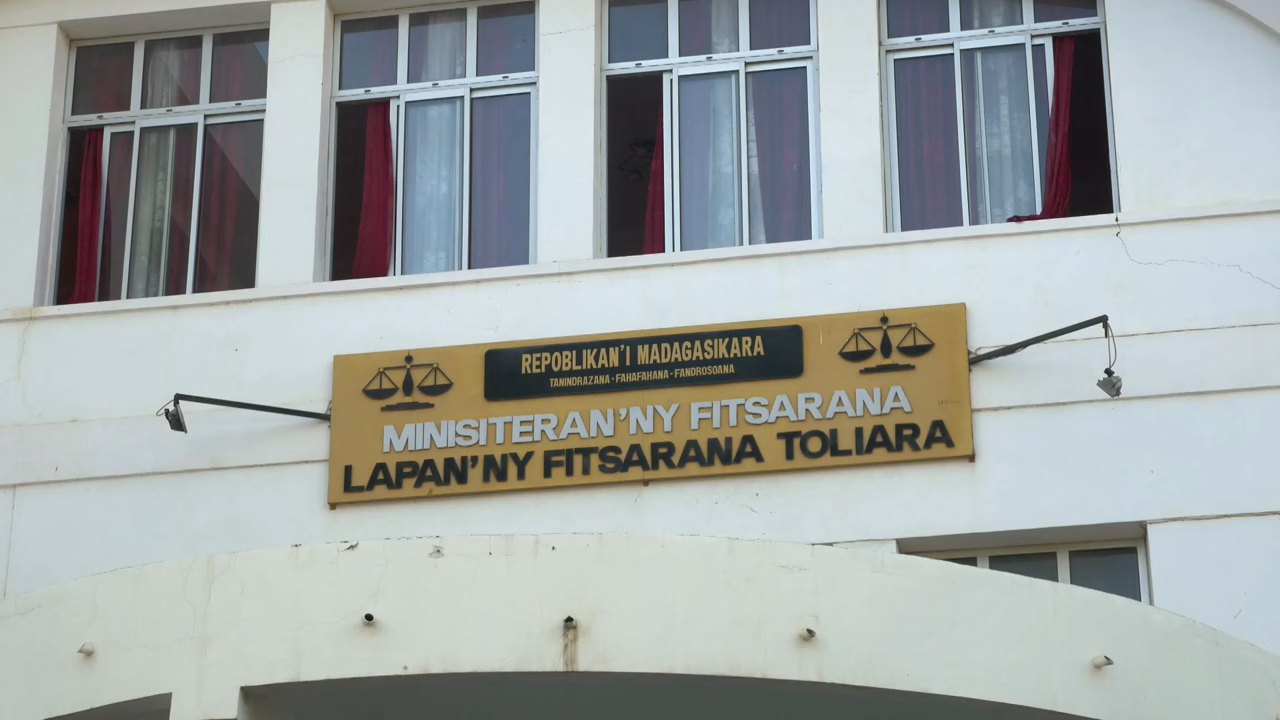 REPOBLIKAN'I MADAGASIKARA
TANINDRAZANA - FAHAFAHANA - FANDROSOANA
MINISITERAN'NY FITSARANA
LAPAN'NY FITSARANA TOLIARA